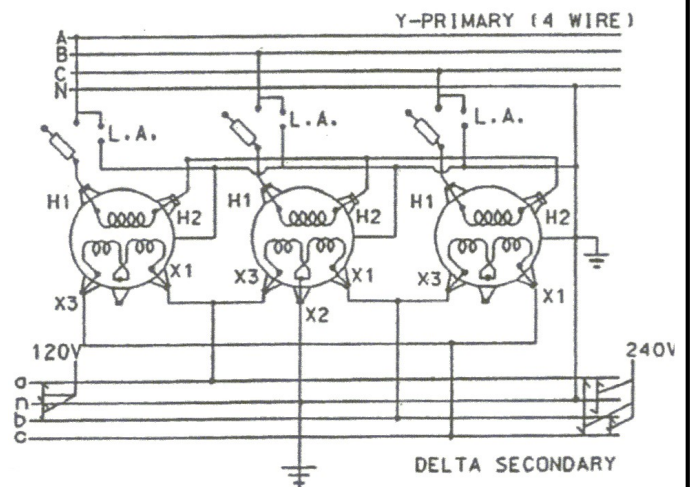 Y-PRIMARY (4 WIRE)
A
B
C
N
L.A.
L.A.
L.A.
H1
H2
H1
H2
H1
H2
X3
X1
X3
X2
X1
X3
X1
120V
240V
a
n
b
c
DELTA SECONDARY